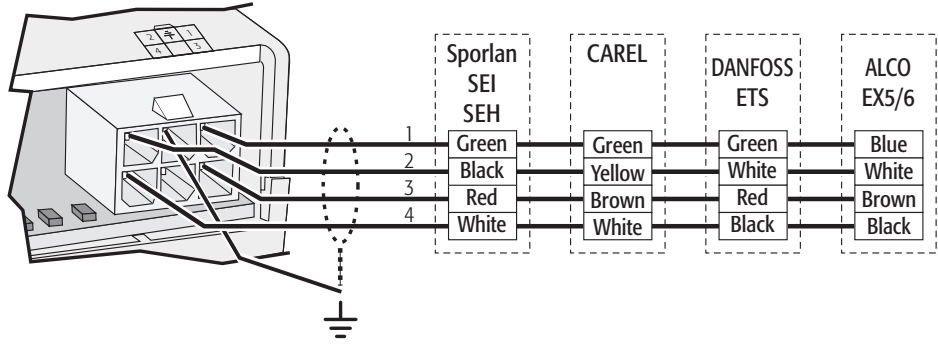 2 1
4 3
Sporlan
SEI
SEH
CAREL
DANFOSS
ETS
ALCO
EX5/6
1 Green Green Green Blue
2 Black Yellow White White
3 Red Brown Red Brown
4 White White Black Black